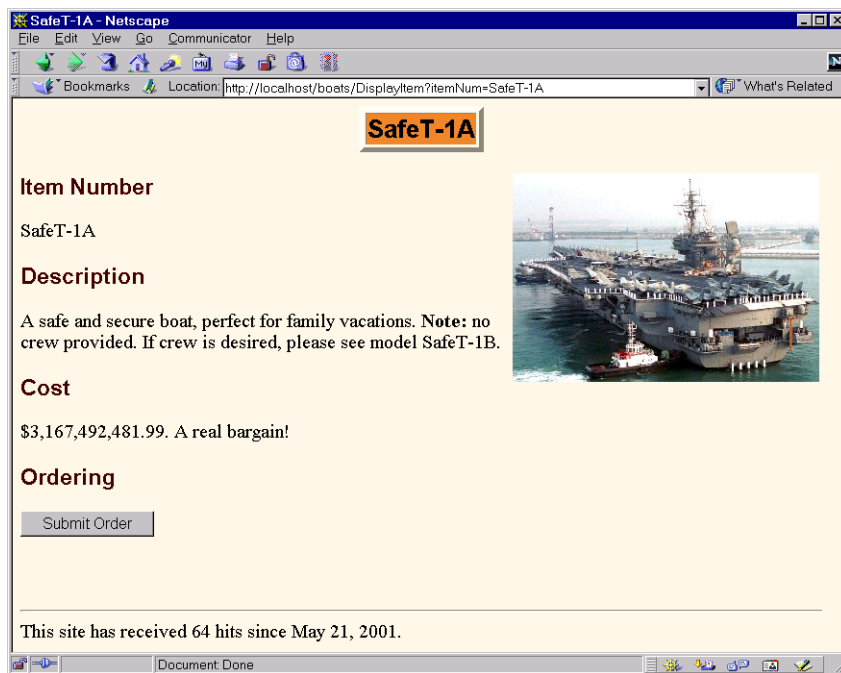 SafeT-1A - Netscape
File Edit View Go Communicator Help
My
Bookmarks Location: http://localhost/boats/DisplayItem?itemNum=SafeT-1A What's Related
SafeT-1A
Item Number
SafeT-1A
Description
A safe and secure boat, perfect for family vacations. Note: no
crew provided. If crew is desired, please see model SafeT-1B.
Cost
$3,167,492,481.99. A real bargain!
Ordering
Submit Order
This site has received 64 hits since May 21, 2001.
Document: Done